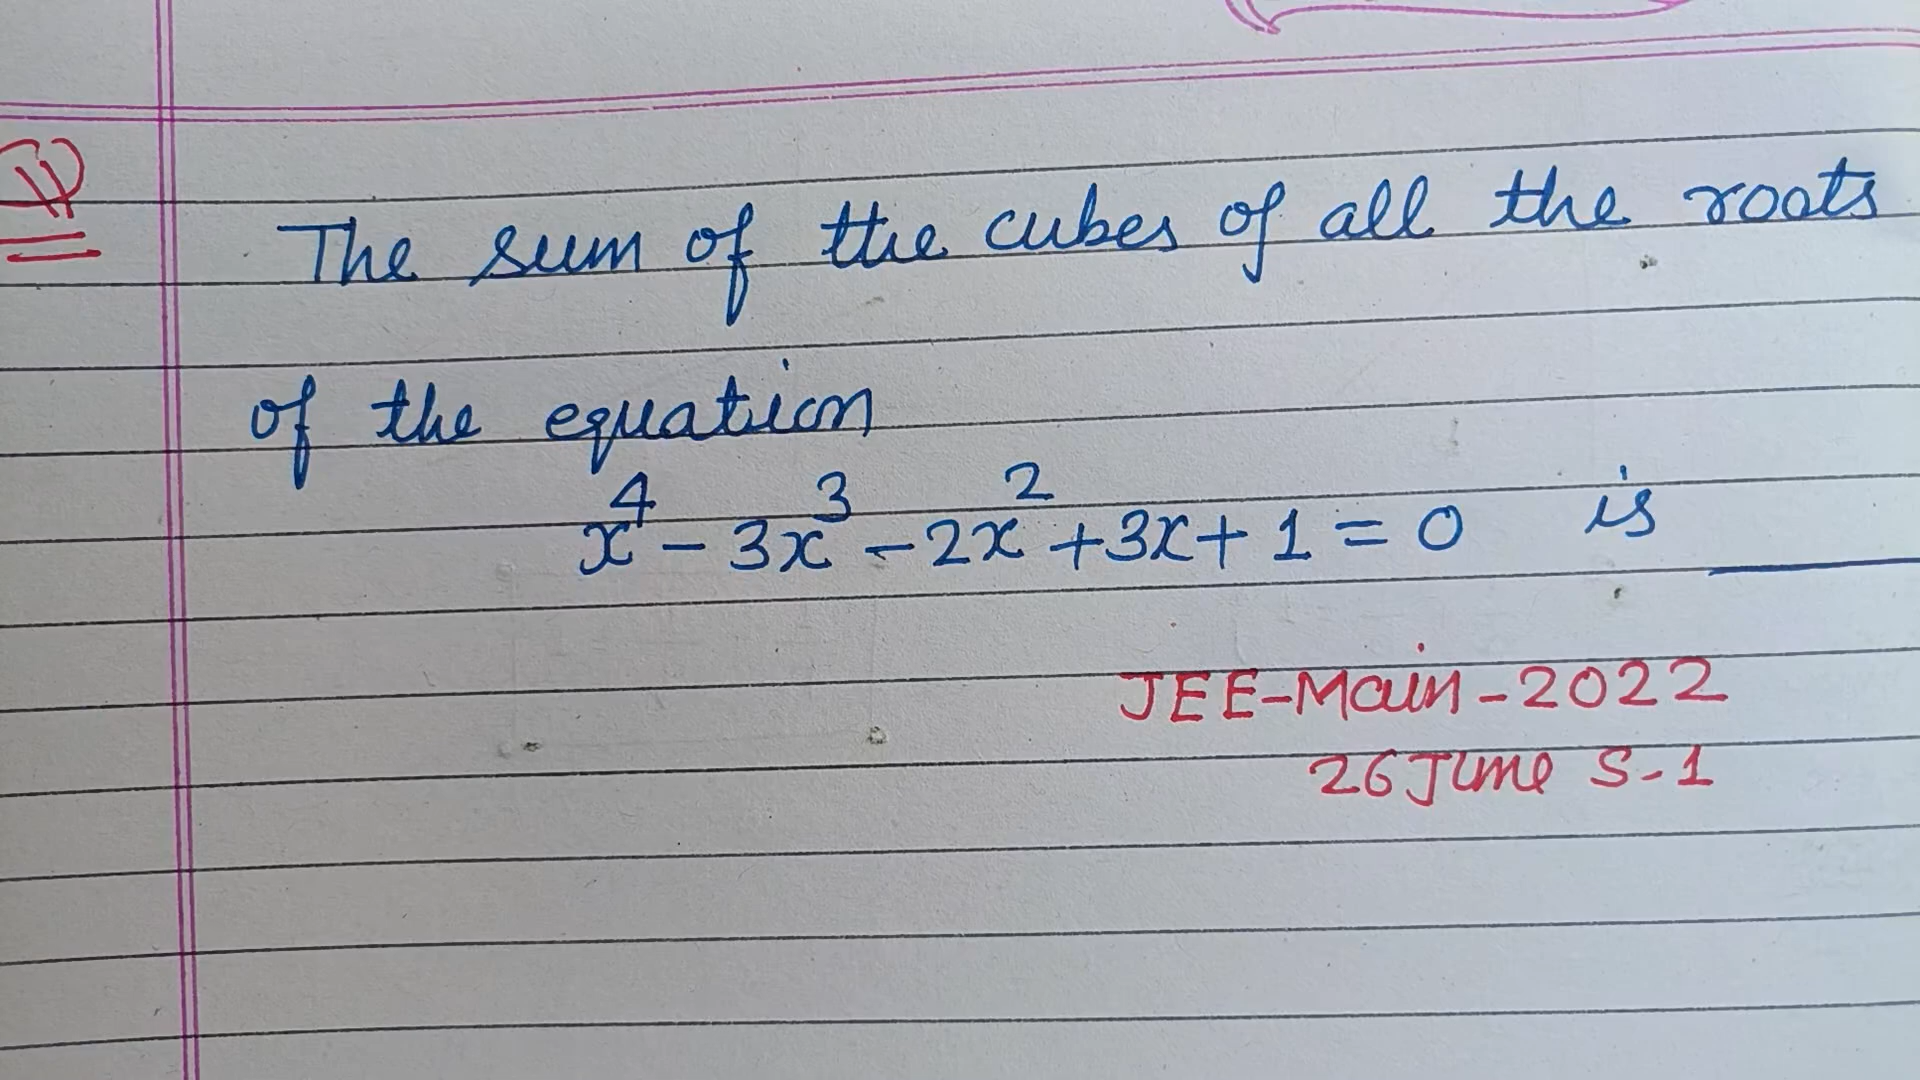 Q
The sum of the cubes of all the roots
of the equation
x⁴ - 3x³ - 2x² + 3x + 1 = 0 is ____
JEE-Main-2022
26 June S-1